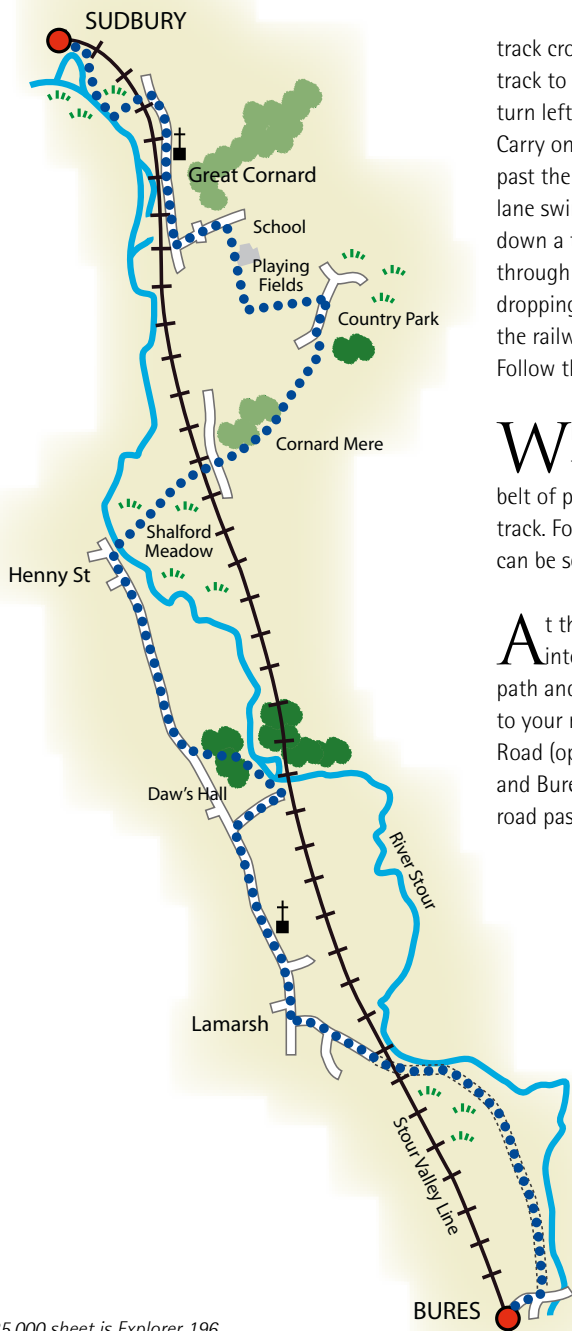 SUDBURY
Great Cornard
School
Playing
Fields
Country Park
Cornard Mere
Shalford
Meadow
Henny St
Daw's Hall
River Stour
Lamarsh
Stour Valley Line
BURES
5 000 sheet is Explorer 196
track cro
track to
turn left
Carry on
past the
lane swi
down a
through
dropping
the railw
Follow th
W
belt of p
track. Fo
can be s
At th
into
path and
to your
Road (op
and Bure
road pas